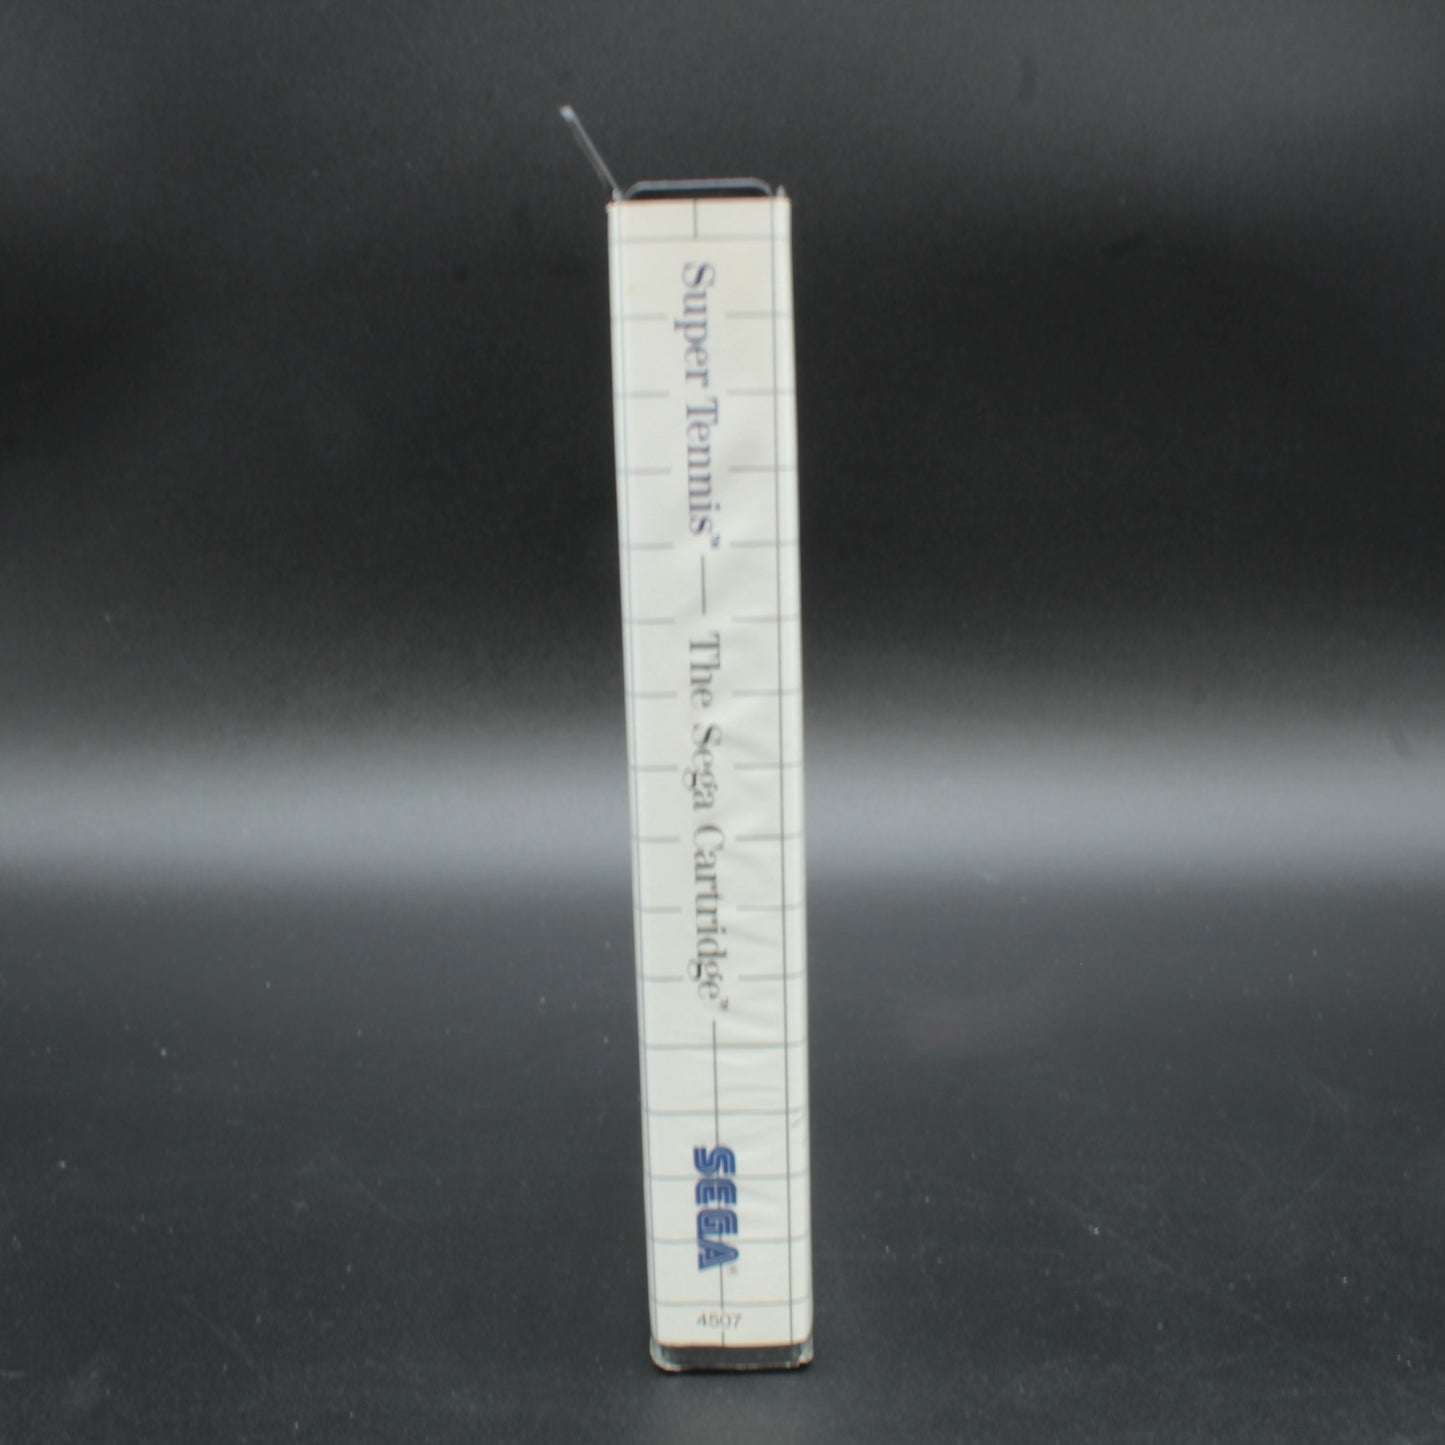 Super Tennis™ — The Sega Cartridge™
SEGA®
4507